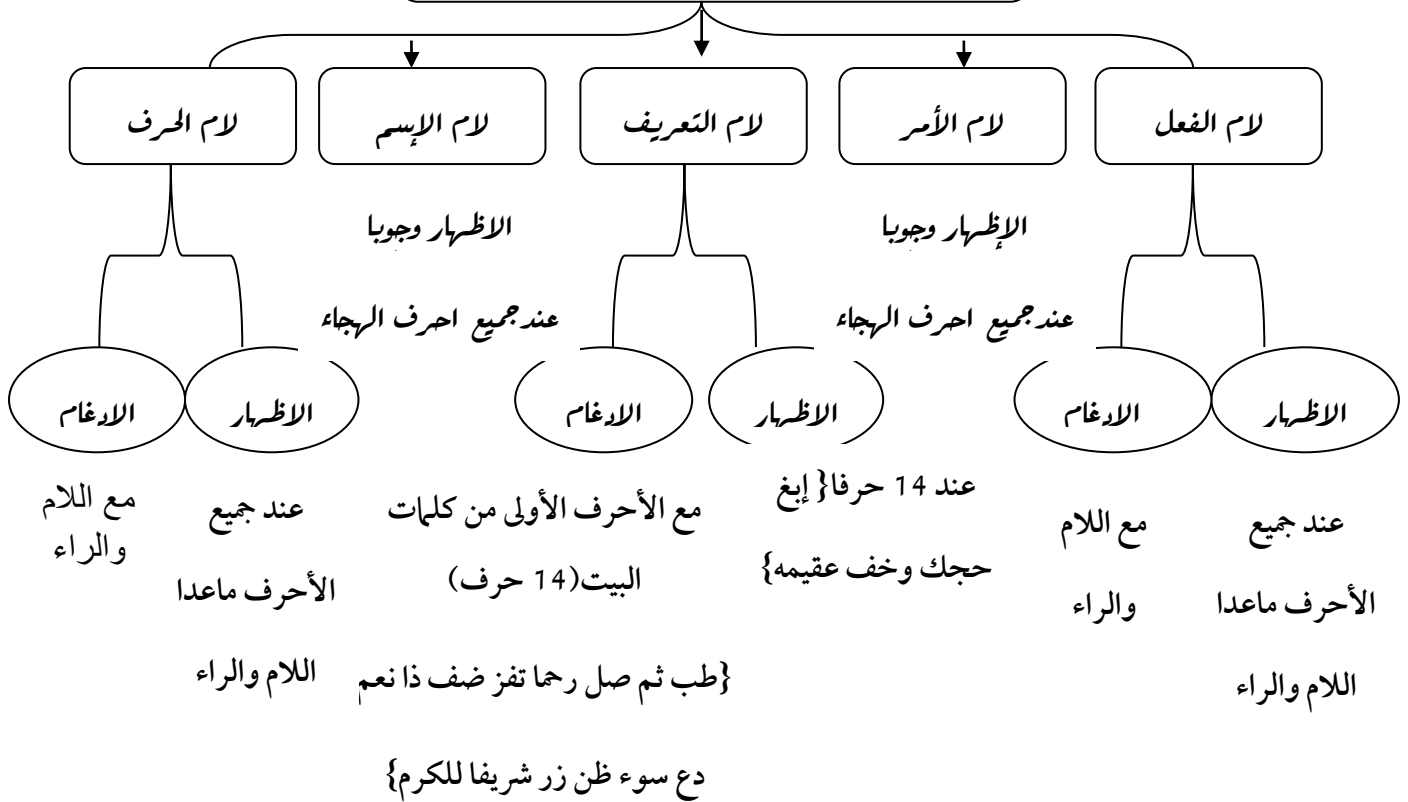 لام الفعل
لام الأمر
لام التعريف
لام الإسم
لام الحرف
الإظهار وجوبا
عند جميع احرف الهجاء
الاظهار وجوبا
عند جميع احرف الهجاء
الاظهار
الادغام
الاظهار
الادغام
الاظهار
الادغام
عند جميع
الأحرف ماعدا
اللام والراء
مع اللام
والراء
عند 14 حرفا{ إبغ
حجك وخف عقيمه}
مع الأحرف الأولى من كلمات
البيت(14 حرف)
{طب ثم صل رحما تفز ضف ذا نعم
دع سوء ظن زر شريفا للكرم}
عند جميع
الأحرف ماعدا
اللام والراء
مع اللام
والراء